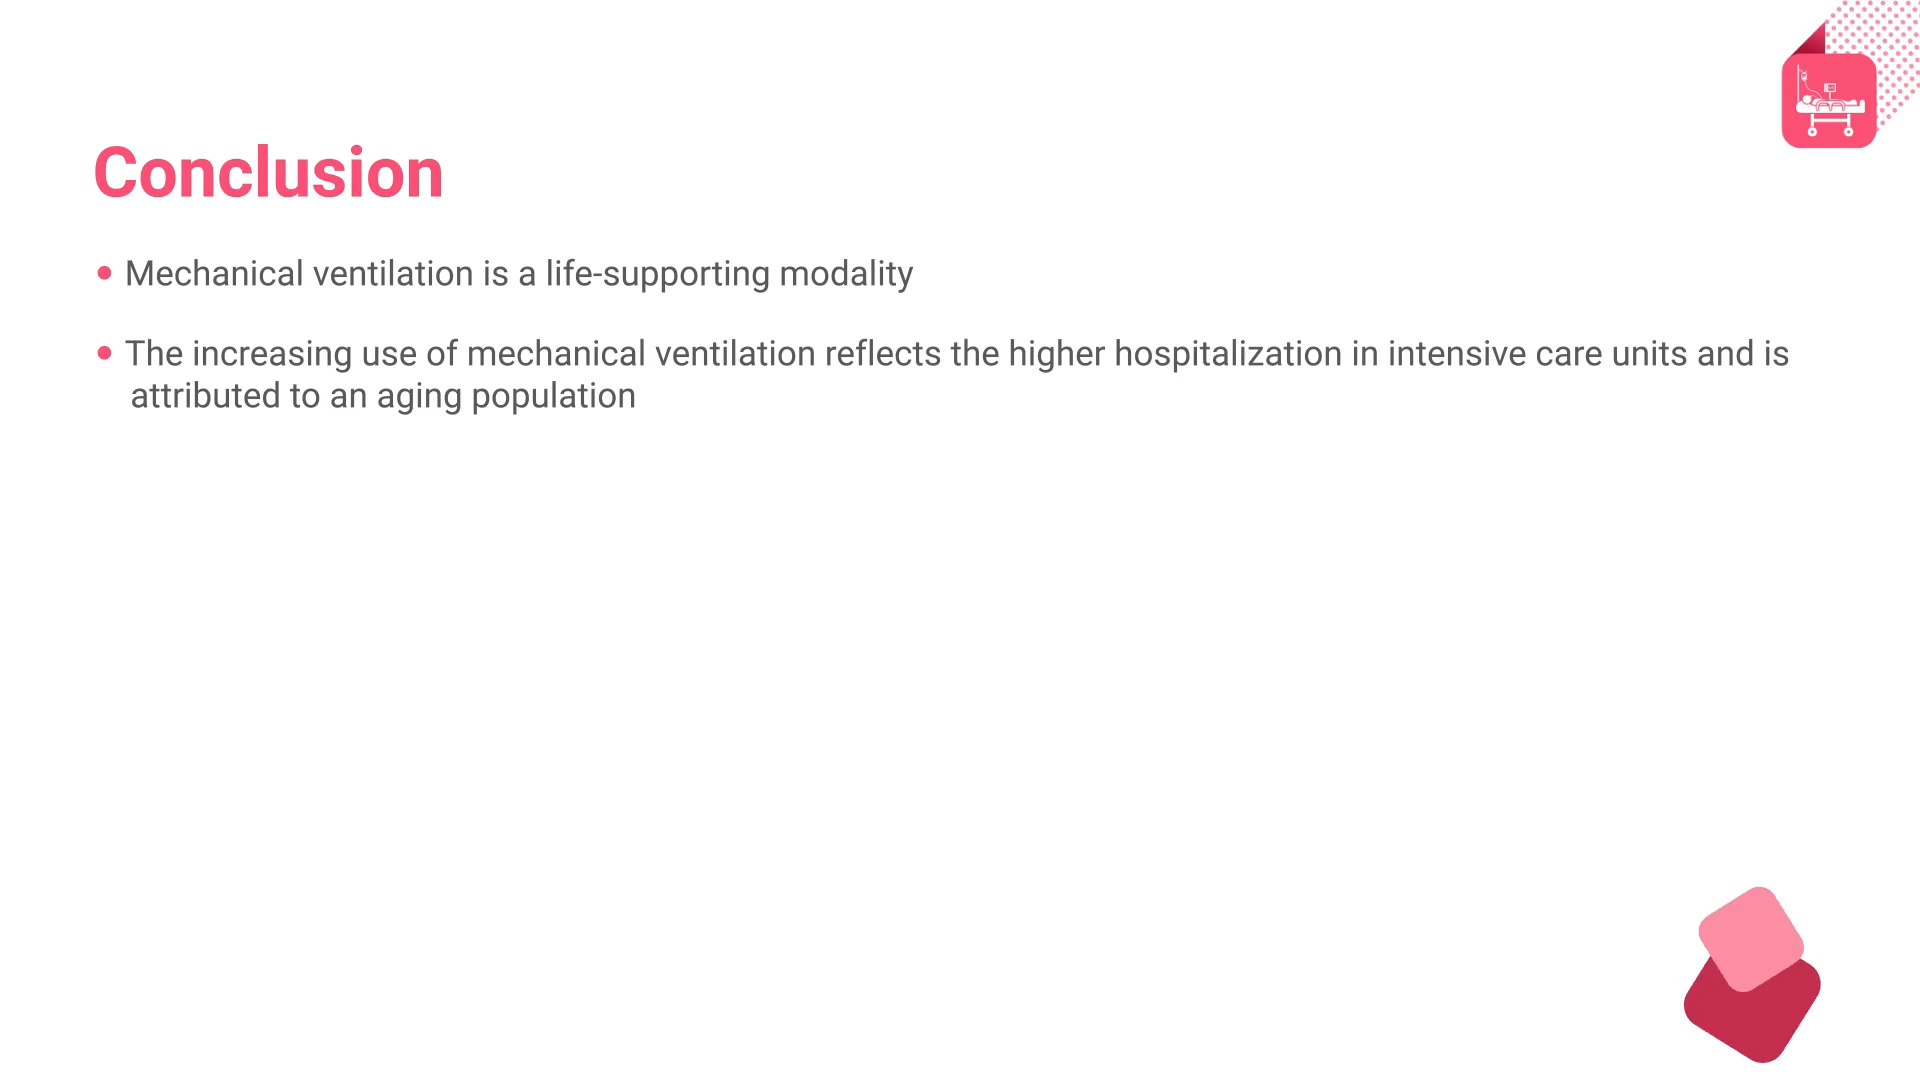 Conclusion
• Mechanical ventilation is a life-supporting modality
• The increasing use of mechanical ventilation reflects the higher hospitalization in intensive care units and is
attributed to an aging population